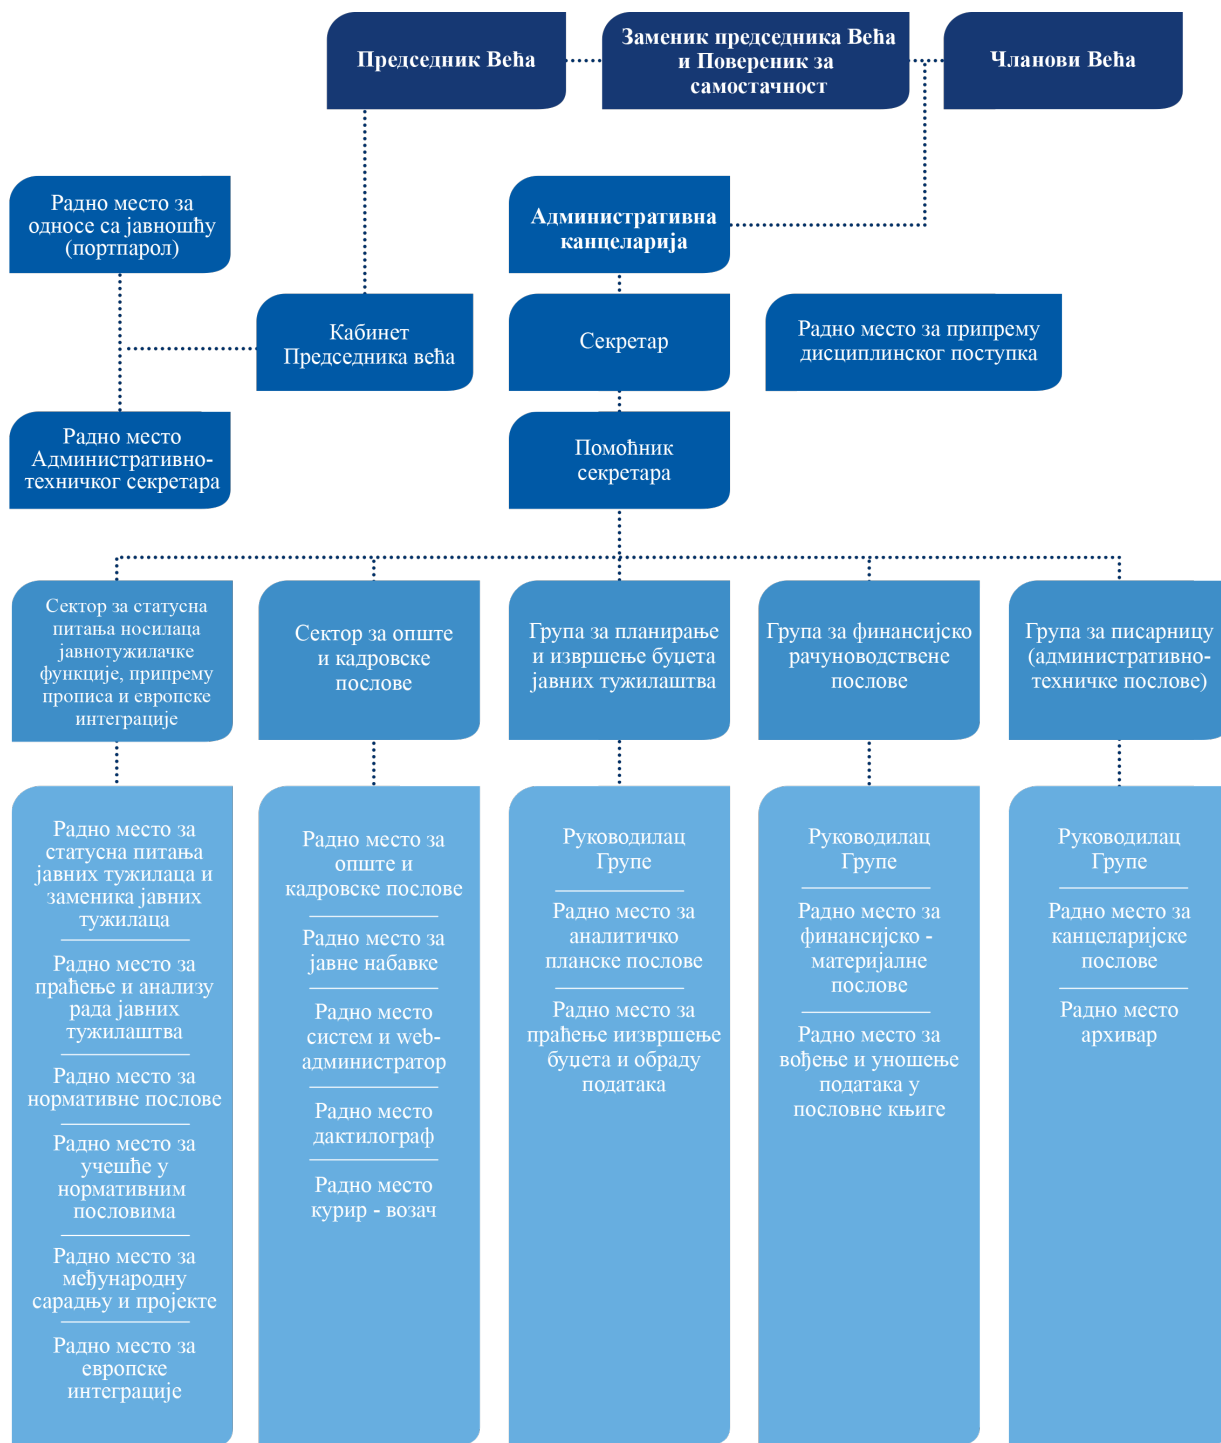 Председник Већа
Заменик председника Већа
и Повереник за
самостачност
Чланови Већа
Радно место за
односе са јавношћу
(портпарол)
Административна
канцеларија
Кабинет
Председника већа
Секретар
Радно место за припрему
дисциплинског поступка
Радно место
Административно-
техничког секретара
Помоћник
секретара
Сектор за статусна
питања носилаца
јавнотужилачке
функције, припрему
прописа и европске
интеграције
Сектор за опште
и кадровске
послове
Група за планирање
и извршење буџета
јавних тужилаштва
Група за финансијско
рачуноводствене
послове
Група за писарницу
(административно-
техничке послове)
Радно место за
статусна питања
јавних тужилаца и
заменика јавних
тужилаца
Радно место за
праћење и анализу
рада јавних
тужилаштва
Радно место за
нормативне послове
Радно место за
учешће у
нормативним
пословима
Радно место за
међународну
сарадњу и пројекте
Радно место за
европске
интеграције
Радно место за
опште и
кадровске послове
Радно место за
јавне набавке
Радно место
систем и web-
администратор
Радно место
дактилограф
Радно место
курир - возач
Руководилац
Групе
Радно место за
аналитичко
планске послове
Радно место за
праћење иизвршење
буџета и обраду
података
Руководилац
Групе
Радно место за
финансијско -
материјалне
послове
Радно место за
вођење и уношење
података у
пословне књиге
Руководилац
Групе
Радно место за
канцеларијске
послове
Радно место
архивар